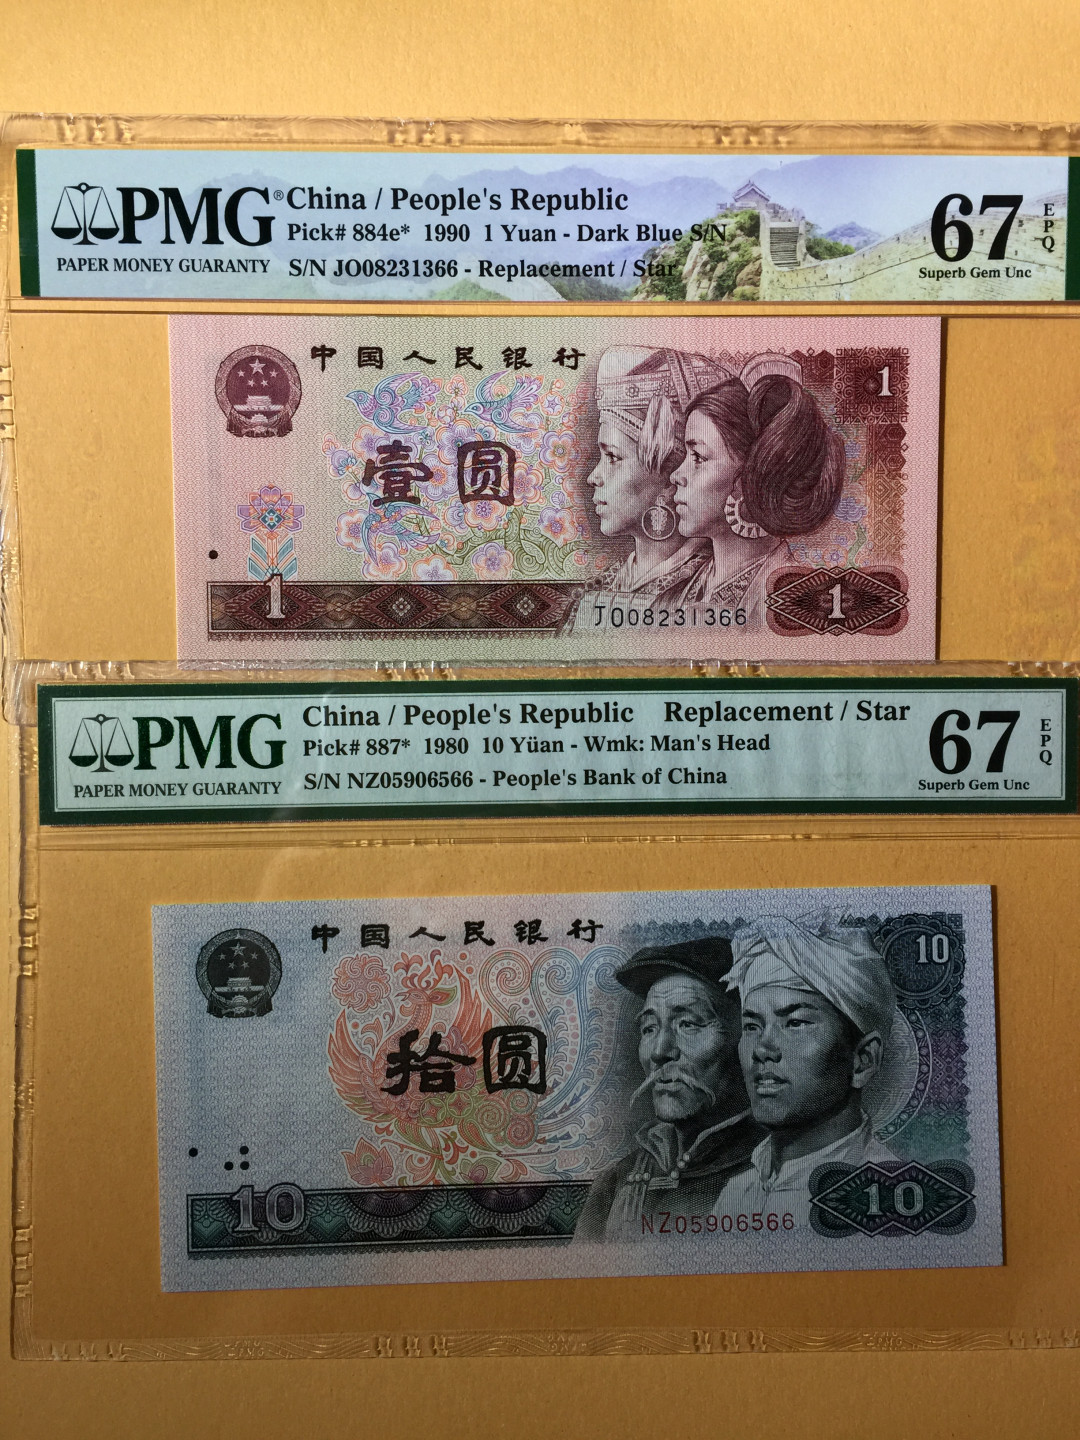 PMG®
PAPER MONEY GUARANTY
China / People's Republic
Pick# 884e* 1990 1 Yuan - Dark Blue S/N
S/N JO08231366 - Replacement / Star
67
EPQ
Superb Gem Unc
中国人民银行
1
壹圆
1
JO08231366
1
PMG
PAPER MONEY GUARANTY
China / People's Republic Replacement / Star
Pick# 887* 1980 10 Yüan - Wmk: Man's Head
S/N NZ05906566 - People's Bank of China
67
EPQ
Superb Gem Unc
中国人民银行
10
拾圆
10
NZ05906566
10